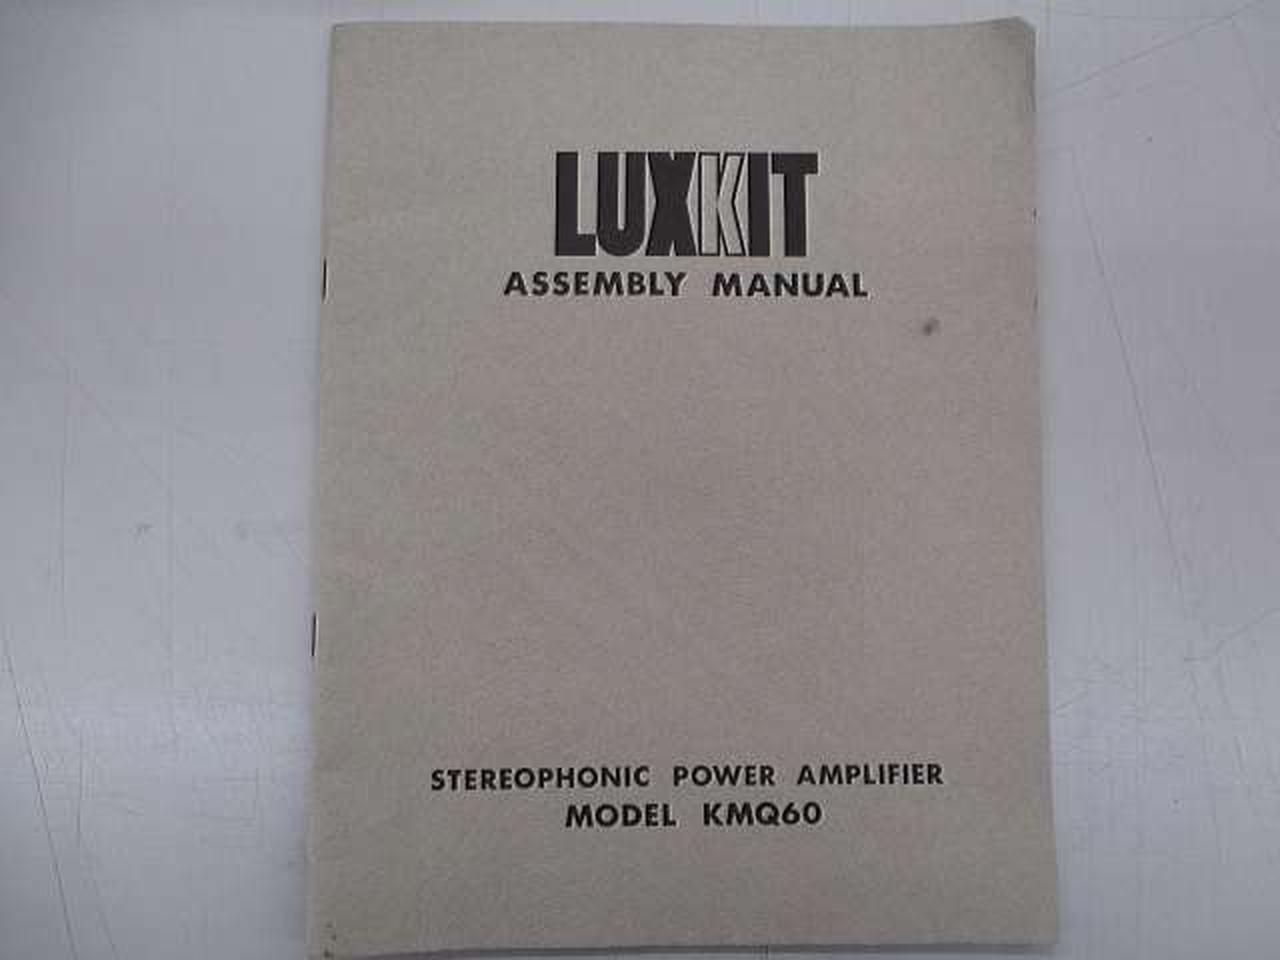 LUXKIT
ASSEMBLY MANUAL
STEREOPHONIC POWER AMPLIFIER
MODEL KMQ60